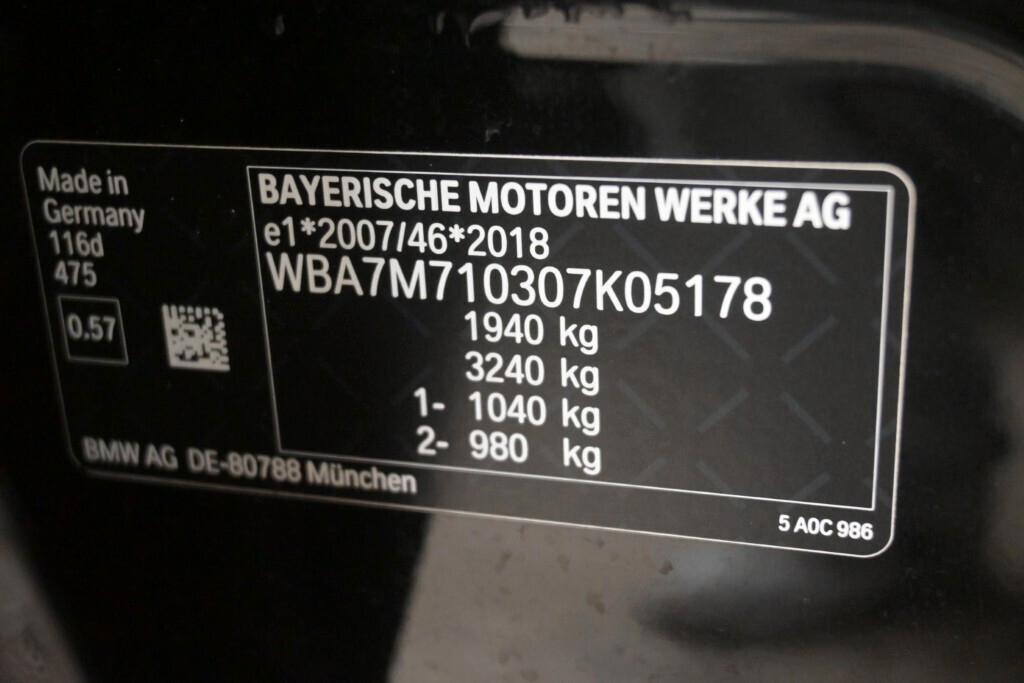 Made in
Germany
116d
475
0.57
BAYERISCHE MOTOREN WERKE AG
e1*2007/46*2018
WBA7M710307K05178
1940 kg
3240 kg
1- 1040 kg
2- 980 kg
BMW AG DE-80788 München
5 A0C 986